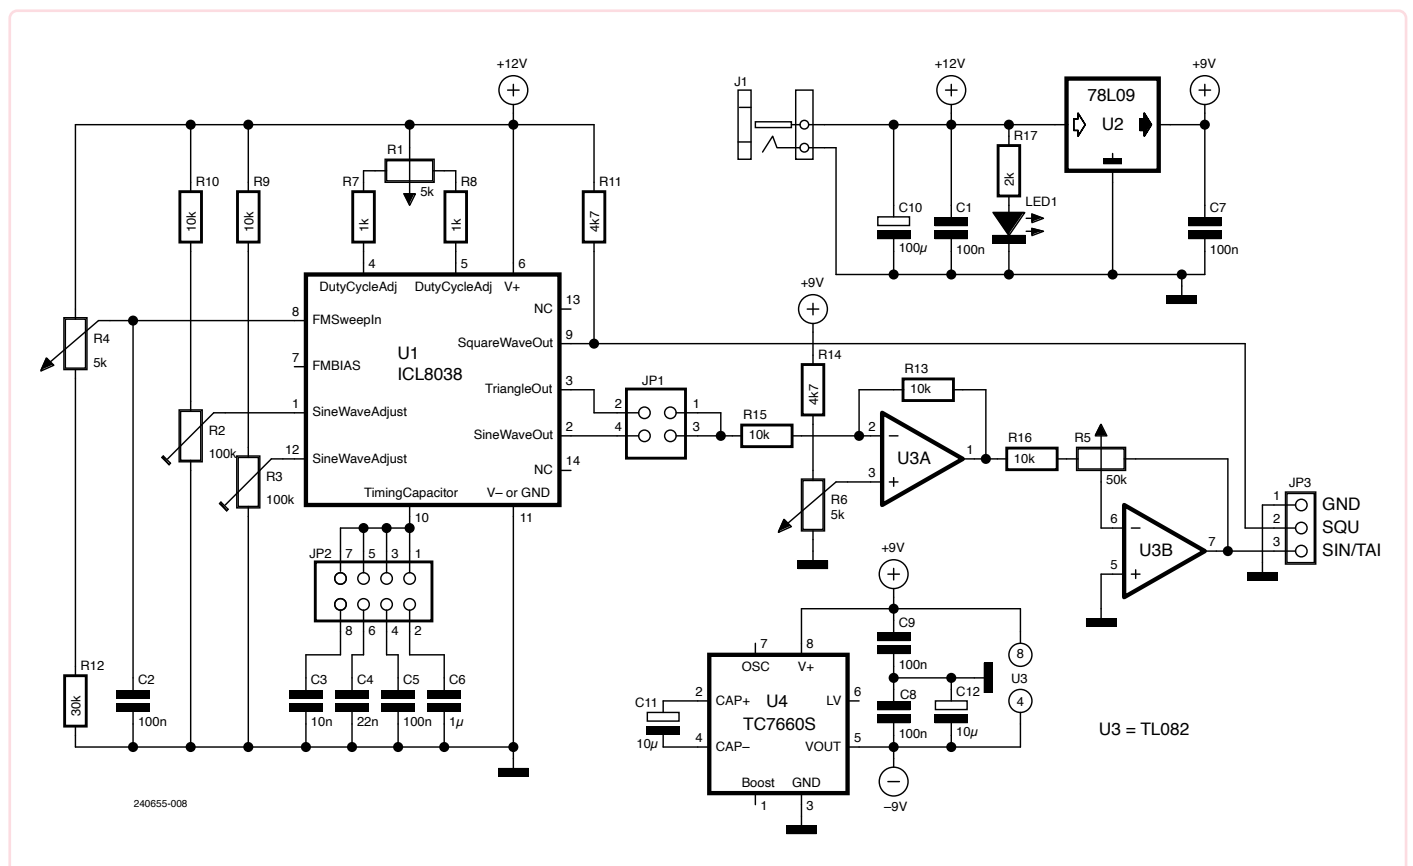 +12V
R10
10k
R9
10k
R1
5k
R7
1k
R8
1k
R11
4k7
4
5
6
DutyCycleAdj
DutyCycleAdj
V+
8
FMSweepIn
7
FMBIAS
1
SineWaveAdjust
12
SineWaveAdjust
U1
ICL8038
NC
13
SquareWaveOut
9
TriangleOut
3
SineWaveOut
2
NC
14
TimingCapacitor
V– or GND
10
11
R4
5k
R2
100k
R3
100k
JP2
7
5
3
1
8
6
4
2
R12
30k
C2
100n
C3
10n
C4
22n
C5
100n
C6
1µ
240655-008
J1
+12V
+9V
78L09
U2
R17
2k
LED1
C10
100µ
C1
100n
C7
100n
+9V
R14
4k7
JP1
2
1
4
3
R15
10k
R13
10k
2
–
3
+
U3A
1
R6
5k
R16
10k
R5
50k
6
–
5
+
U3B
7
JP3
1
GND
2
SQU
3
SIN/TAI
+9V
C9
100n
C8
100n
C12
10µ
8
U3
4
–9V
C11
10µ
7
OSC
8
V+
2
CAP+
4
CAP–
U4
TC7660S
6
LV
5
VOUT
Boost
GND
1
3
U3 = TL082